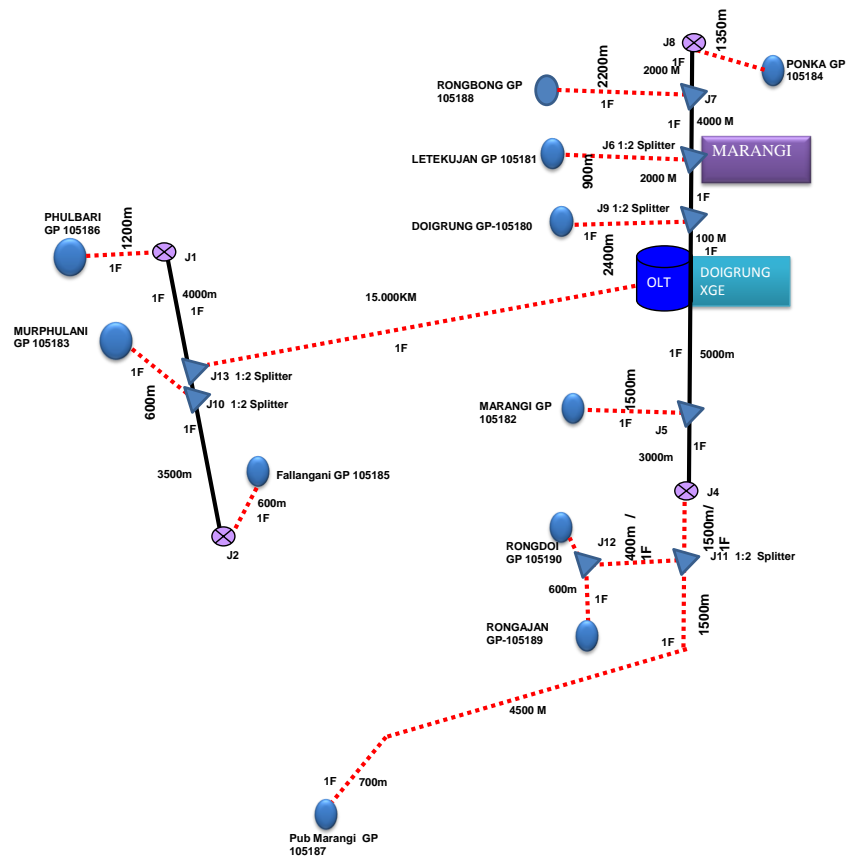 1350m
J8
1F
2000 M
PONKA GP
105184
2200m
RONGBONG GP
105188
1F
J7
1F
4000 M
J6 1:2 Splitter
MARANGI
LETEKUJAN GP 105181
1F
900m
2000 M
1F
J9 1:2 Splitter
DOIGRUNG GP-105180
1F
100 M
1F
2400m
OLT
DOIGRUNG
XGE
PHULBARI
GP 105186
1200m
1F
J1
1F
4000m
1F
15.000KM
1F
MURPHULANI
GP 105183
1F
600m
J13 1:2 Splitter
J10 1:2 Splitter
1F
3500m
Fallangani GP 105185
600m
1F
J2
1F
5000m
MARANGI GP
105182
1500m
1F
J5
1F
3000m
J4
1500m/
1F
RONGDOI
GP 105190
J12
400m /
1F
J11 1:2 Splitter
600m
1F
RONGAJAN
GP-105189
1500m
1F
4500 M
1F
700m
Pub Marangi GP
105187